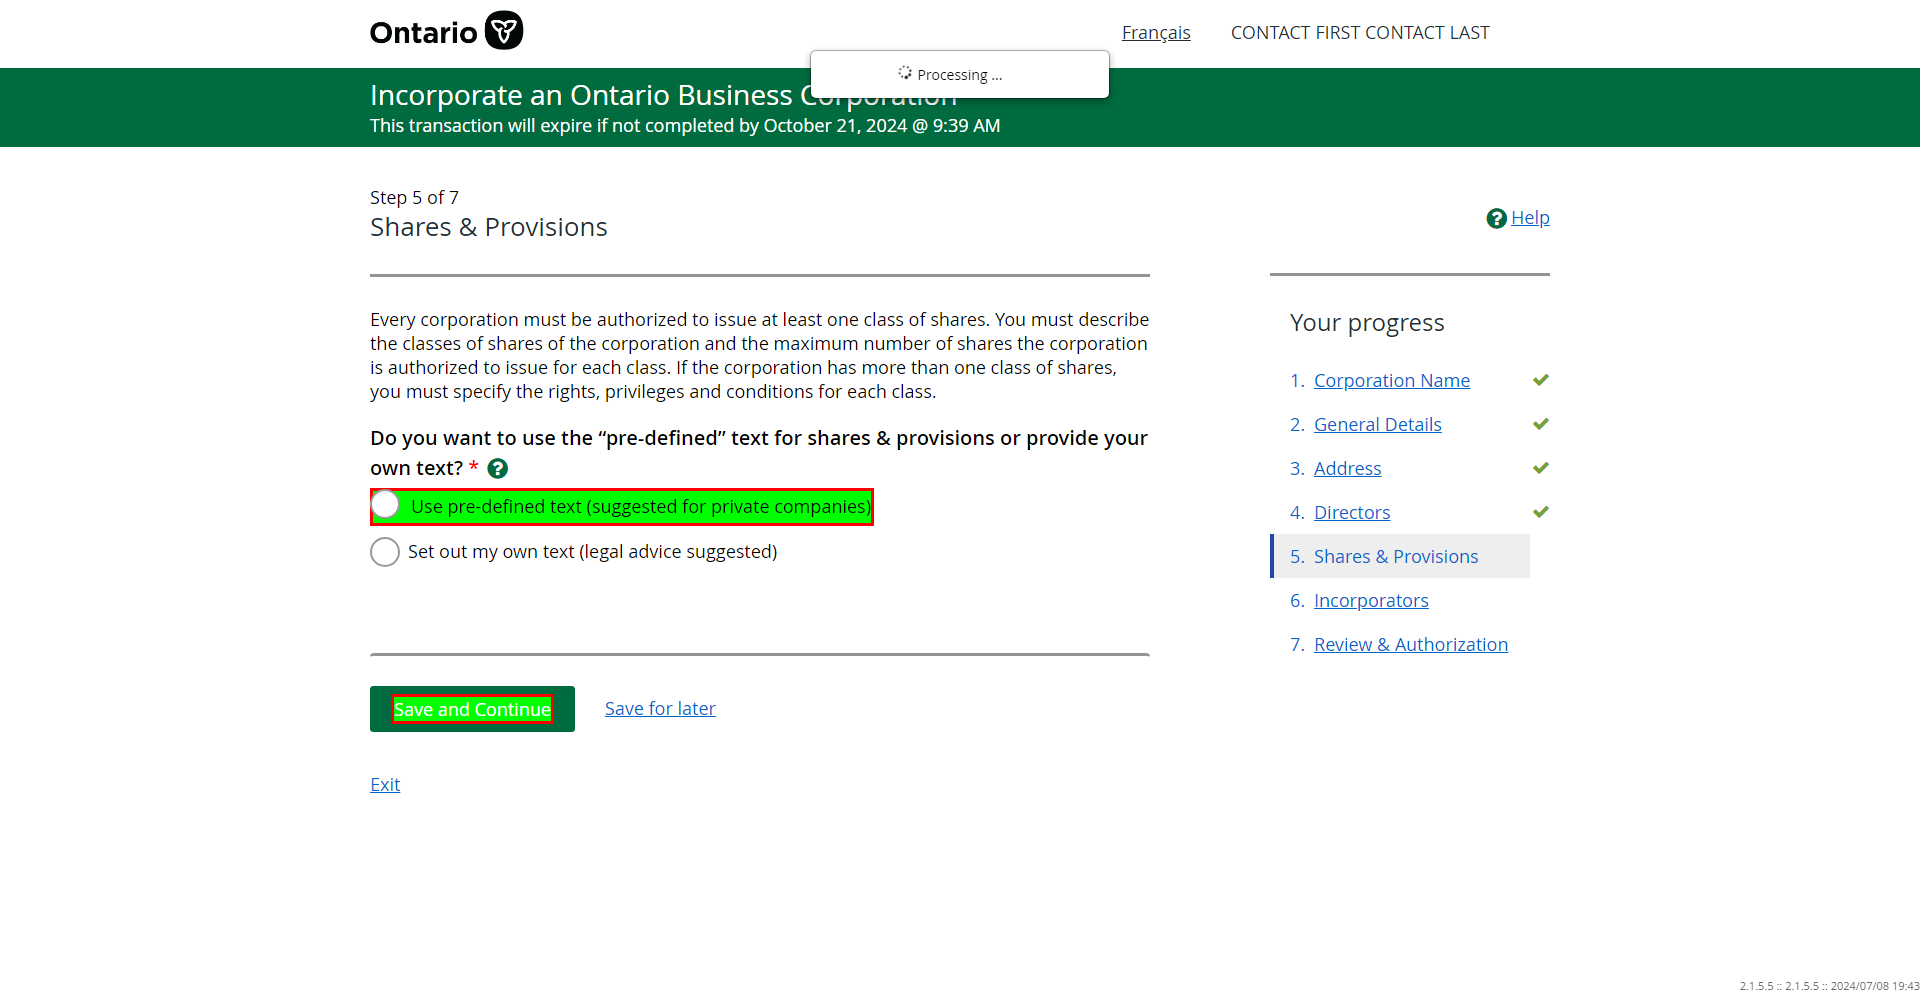 Ontario
Français
CONTACT FIRST CONTACT LAST
Processing ...
Incorporate an Ontario Business Corporation
This transaction will expire if not completed by October 21, 2024 @ 9:39 AM
Step 5 of 7
Shares & Provisions
Help
Every corporation must be authorized to issue at least one class of shares. You must describe
the classes of shares of the corporation and the maximum number of shares the corporation
is authorized to issue for each class. If the corporation has more than one class of shares,
you must specify the rights, privileges and conditions for each class.
Do you want to use the “pre-defined” text for shares & provisions or provide your
own text? *
Use pre-defined text (suggested for private companies)
Set out my own text (legal advice suggested)
Save and Continue
Save for later
Exit
Your progress
1. Corporation Name
2. General Details
3. Address
4. Directors
5. Shares & Provisions
6. Incorporators
7. Review & Authorization
2.1.5.5 :: 2.1.5.5 :: 2024/07/08 19:43